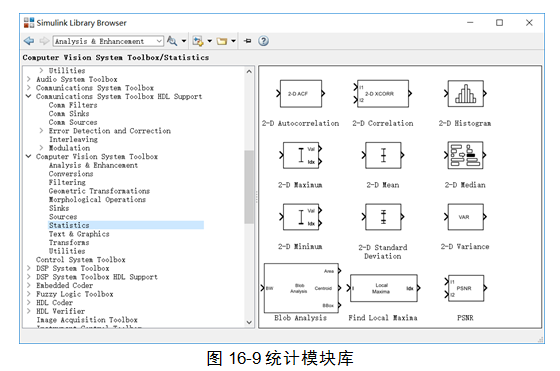 Simulink Library Browser
Analysis & Enhancement
Computer Vision System Toolbox/Statistics
Utilities
Audio System Toolbox
Communications System Toolbox
Communications System Toolbox HDL Support
Comm Filters
Comm Sinks
Comm Sources
Error Detection and Correction
Interleaving
Modulation
Computer Vision System Toolbox
Analysis & Enhancement
Conversions
Filtering
Geometric Transformations
Morphological Operations
Sinks
Sources
Statistics
Text & Graphics
Transforms
Utilities
Control System Toolbox
DSP System Toolbox
DSP System Toolbox HDL Support
Embedded Coder
Fuzzy Logic Toolbox
HDL Coder
HDL Verifier
Image Acquisition Toolbox
Instrument Control Toolbox
2-D ACF
I1
I2
2-D XCORR
2-D Autocorrelation
2-D Correlation
2-D Histogram
Val
Idx
2-D Maximum
2-D Mean
2-D Median
Val
Idx
VAR
2-D Minimum
2-D Standard
Deviation
2-D Variance
BW
Blob
Analysis
Area
Centroid
BBox
I
Local
Maxima
Idx
I1
I2
PSNR
Blob Analysis
Find Local Maxima
PSNR
图 16-9 统计模块库